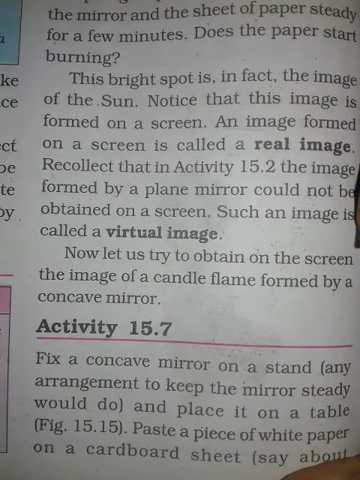 the mirror and the sheet of paper steady
for a few minutes. Does the paper start
burning?
This bright spot is, in fact, the image
of the Sun. Notice that this image is
formed on a screen. An image formed
on a screen is called a real image.
Recollect that in Activity 15.2 the image
formed by a plane mirror could not be
obtained on a screen. Such an image is
called a virtual image.
Now let us try to obtain on the screen
the image of a candle flame formed by a
concave mirror.
Activity 15.7
Fix a concave mirror on a stand (any
arrangement to keep the mirror steady
would do) and place it on a table
(Fig. 15.15). Paste a piece of white paper
on a cardboard sheet (say about